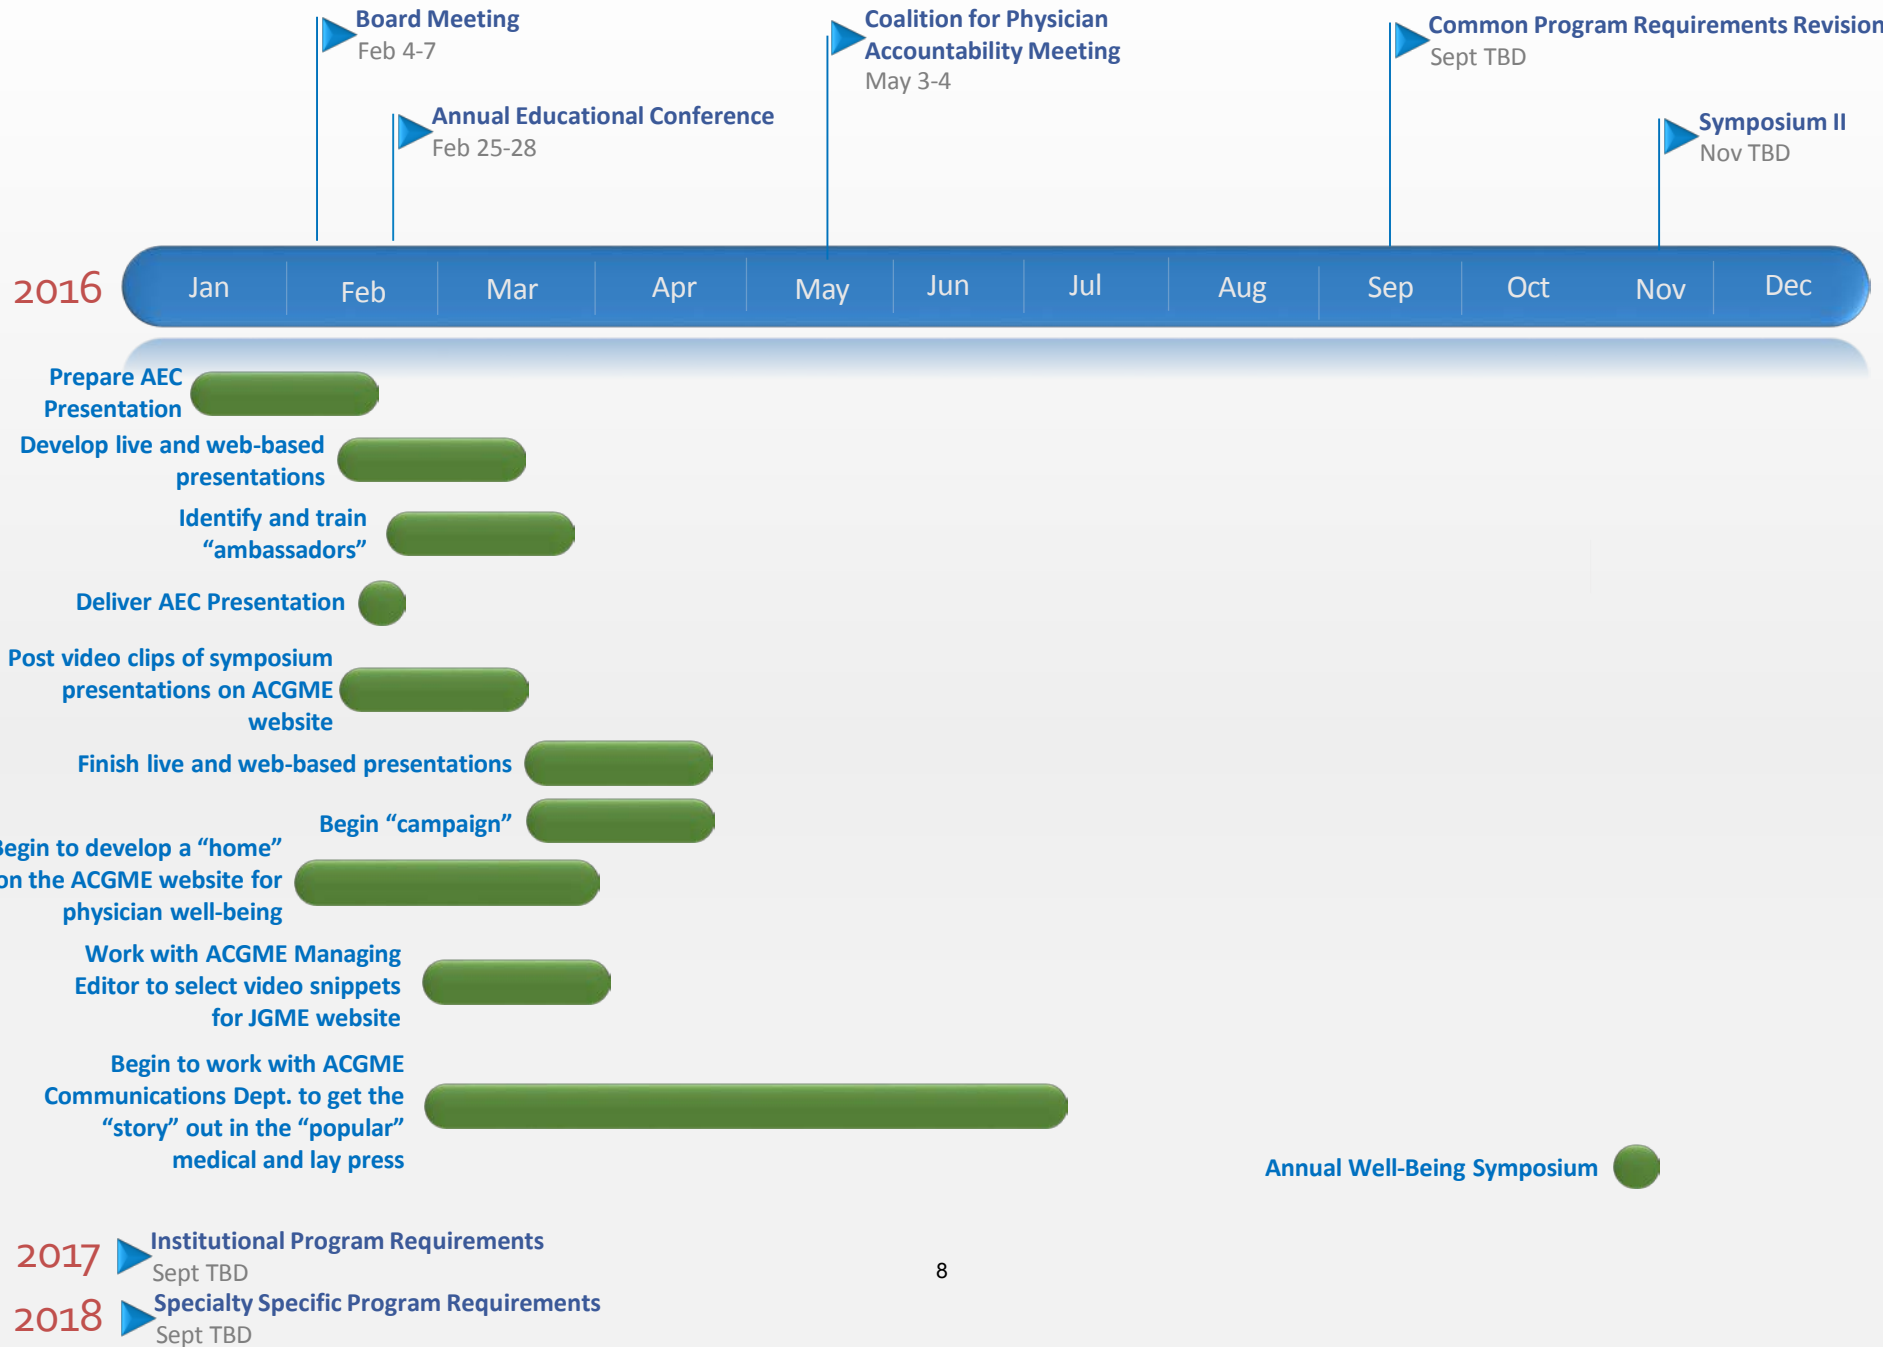 Board Meeting
Feb 4-7
Coalition for Physician
Accountability Meeting
May 3-4
Common Program Requirements Revision
Sept TBD
Annual Educational Conference
Feb 25-28
Symposium II
Nov TBD
2016 Jan Feb Mar Apr May Jun Jul Aug Sep Oct Nov Dec
Prepare AEC
Presentation
Develop live and web-based
presentations
Identify and train
“ambassadors”
Deliver AEC Presentation
Post video clips of symposium
presentations on ACGME
website
Finish live and web-based presentations
Begin “campaign”
Begin to develop a “home”
on the ACGME website for
physician well-being
Work with ACGME Managing
Editor to select video snippets
for JGME website
Begin to work with ACGME
Communications Dept. to get the
“story” out in the “popular”
medical and lay press
Annual Well-Being Symposium
2017 Institutional Program Requirements
Sept TBD
8
2018 Specialty Specific Program Requirements
Sept TBD